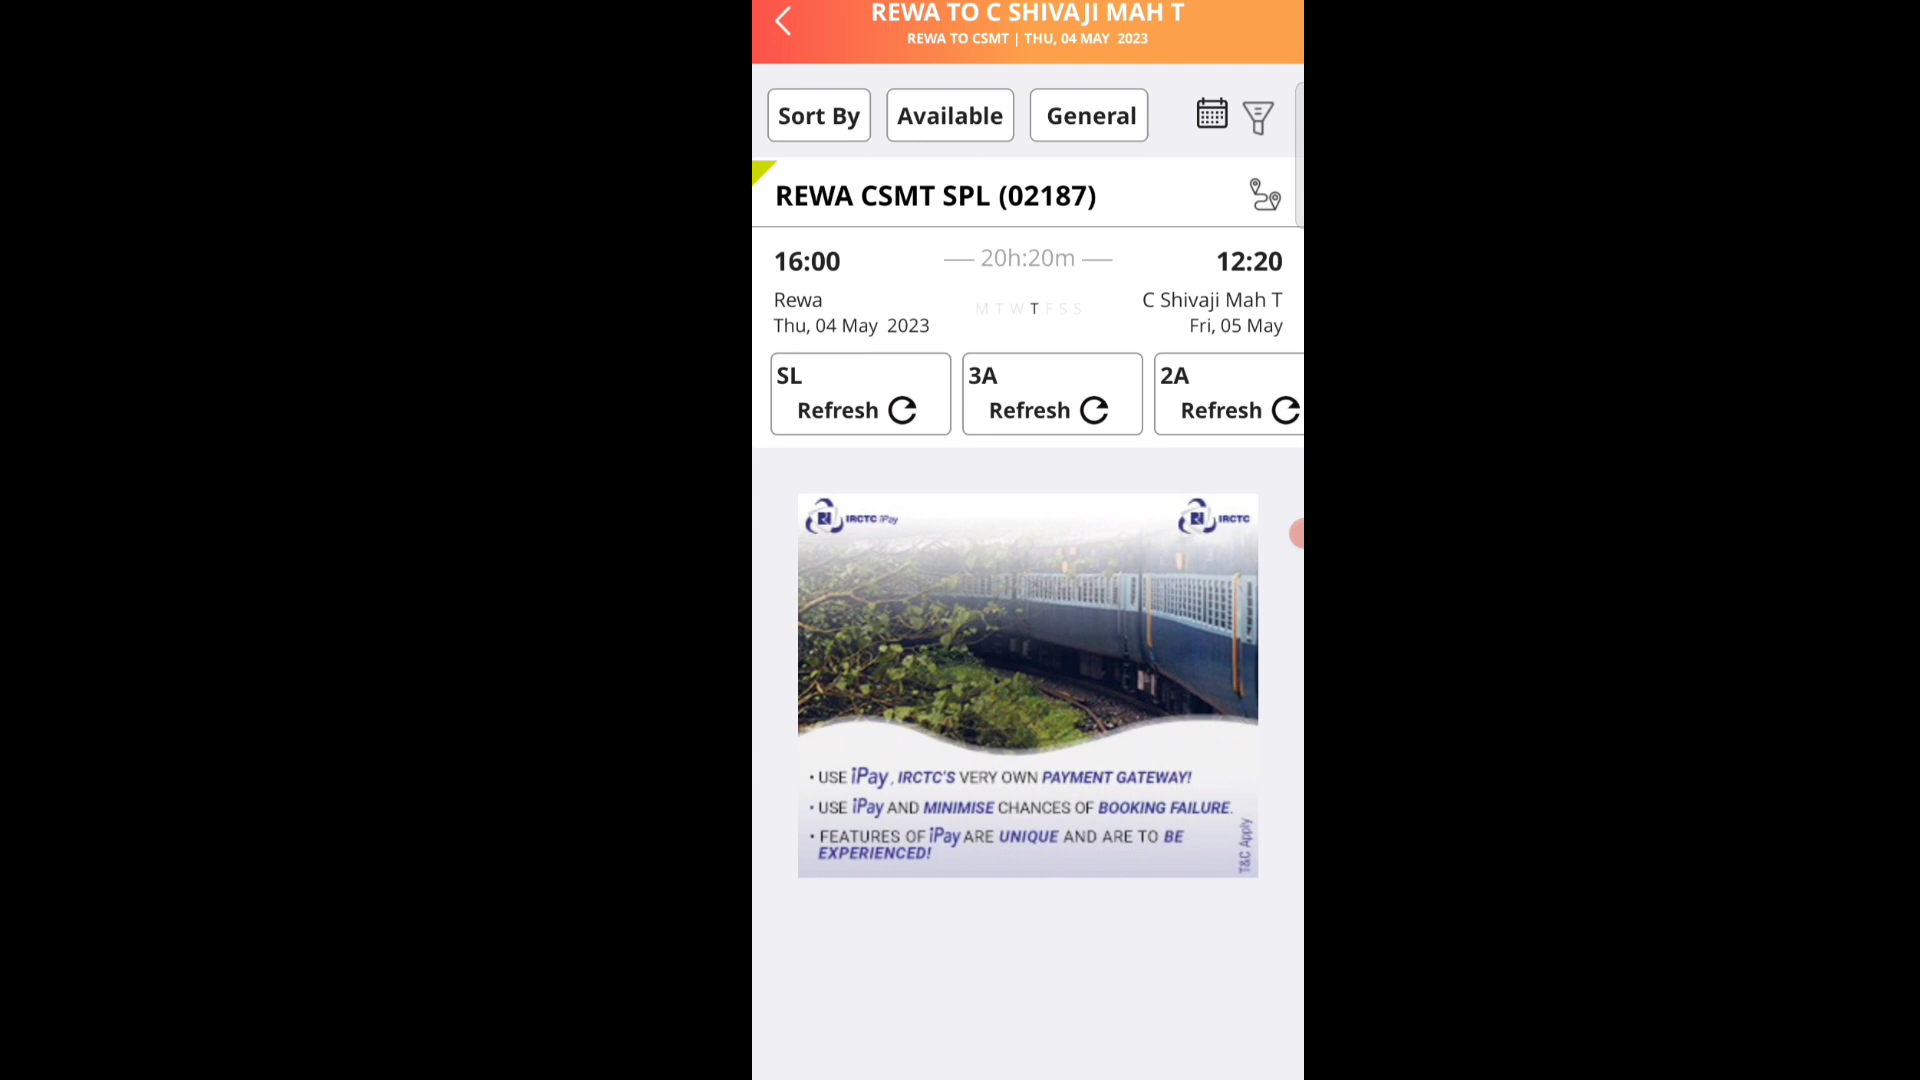 REWA TO C SHIVAJI MAH T
REWA TO CSMT | THU, 04 MAY 2023
Sort By Available General
REWA CSMT SPL (02187)
16:00 20h:20m 12:20
Rewa M T W T F S S C Shivaji Mah T
Thu, 04 May 2023 Fri, 05 May
SL 3A 2A
Refresh Refresh Refresh
IRCTC iPay IRCTC
• USE iPay, IRCTC'S VERY OWN PAYMENT GATEWAY!
• USE iPay AND MINIMISE CHANCES OF BOOKING FAILURE.
• FEATURES OF iPay ARE UNIQUE AND ARE TO BE
EXPERIENCED!
T&C Apply